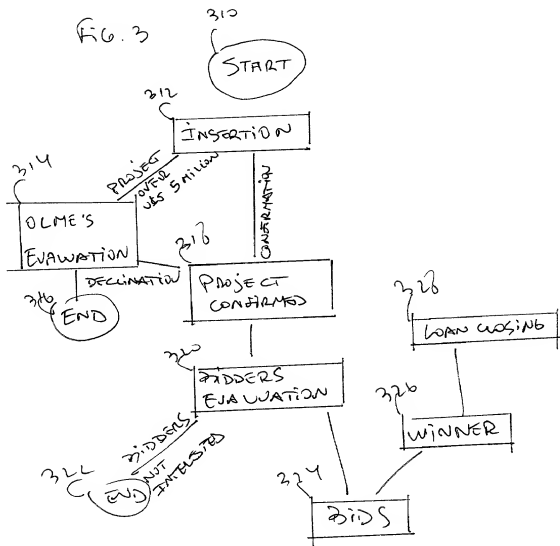 Fig. 3
310
START
312
INSERTION
314
PROJECT
OVER
U$S 5 MILLION
CONFIRMATION
OLME'S
EVALUATION
318
DECLINATION
PROJECT
CONFIRMED
316
END
328
LOAN CLOSING
320
BIDDERS
EVALUATION
326
WINNER
BIDDERS
NOT
INTERESTED
322
END
324
BIDS